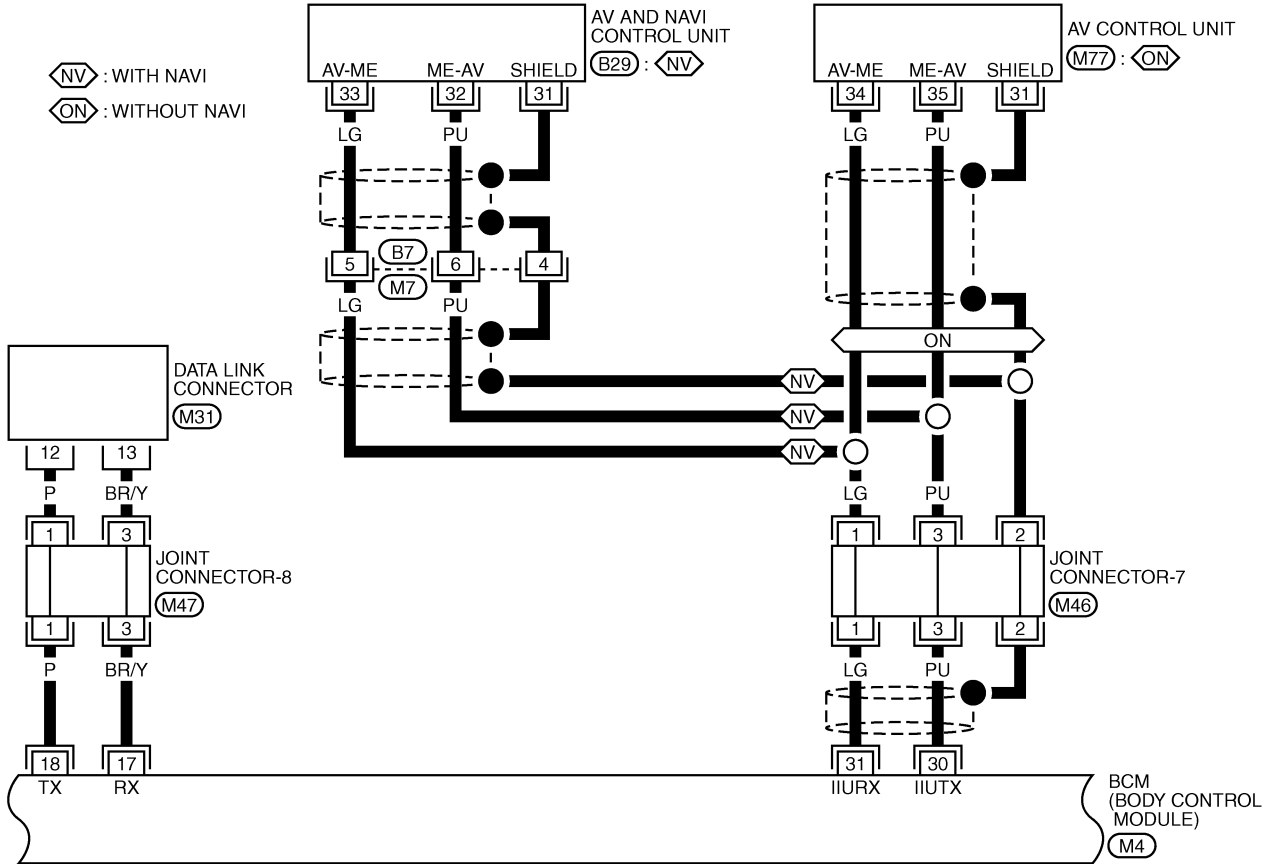 AV AND NAVI
CONTROL UNIT
B29 : NV
AV CONTROL UNIT
M77 : ON
NV : WITH NAVI
ON : WITHOUT NAVI
AV-ME ME-AV SHIELD
33 32 31
LG PU
AV-ME ME-AV SHIELD
34 35 31
LG PU
B7
5 6 4
M7
LG PU
ON
NV
NV
NV
DATA LINK
CONNECTOR
M31
12 13
P BR/Y
1 3
JOINT
CONNECTOR-8
M47
1 3
P BR/Y
18 17
TX RX
LG PU
1 3 2
JOINT
CONNECTOR-7
M46
1 3 2
LG PU
31 30
IIURX IIUTX
BCM
(BODY CONTROL
MODULE)
M4